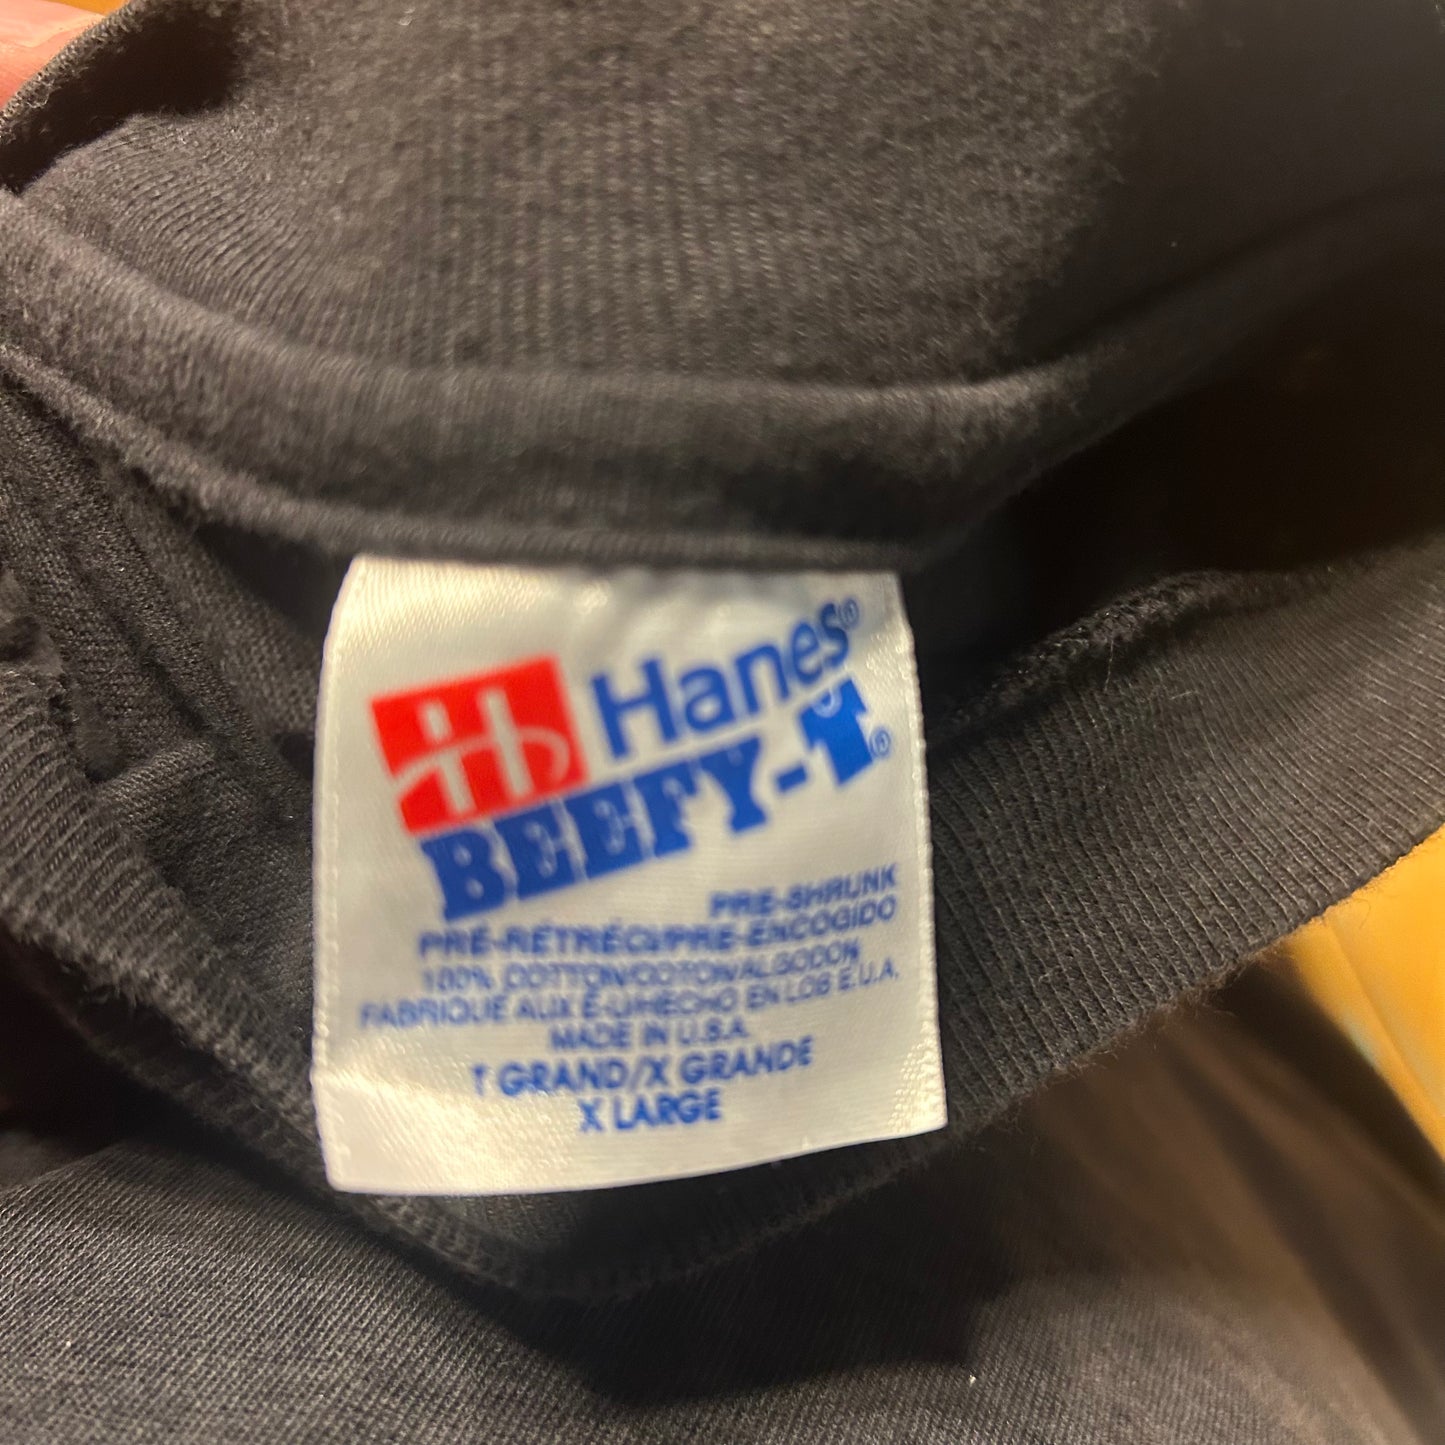 Hanes®
BEEFY-T®
PRE-SHRUNK
PRÉ-RÉTRÉCI/PRE-ENCOGIDO
100% COTTON/COTON/ALGODON
FABRIQUÉ AUX É-U/HECHO EN LOS E.U.A.
MADE IN U.S.A.
T GRAND/X GRANDE
X LARGE